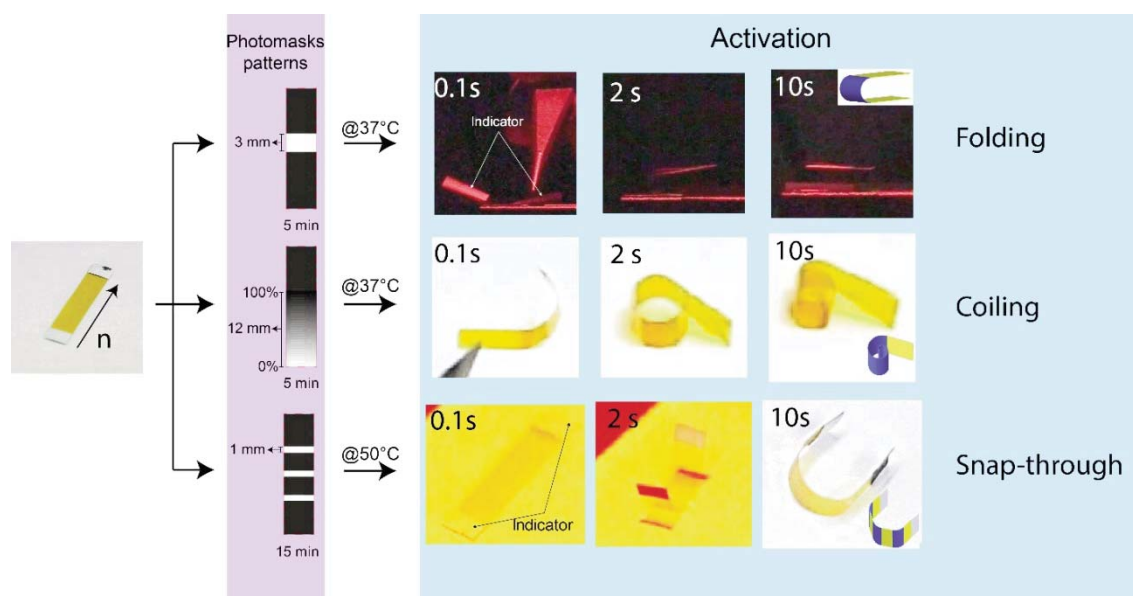 Photomasks
patterns
Activation
3 mm
5 min
@37°C
0.1s
Indicator
2 s
10s
Folding
n
100%
12 mm
0%
5 min
@37°C
0.1s
2 s
10s
Coiling
1 mm
15 min
@50°C
0.1s
Indicator
2 s
10s
Snap-through